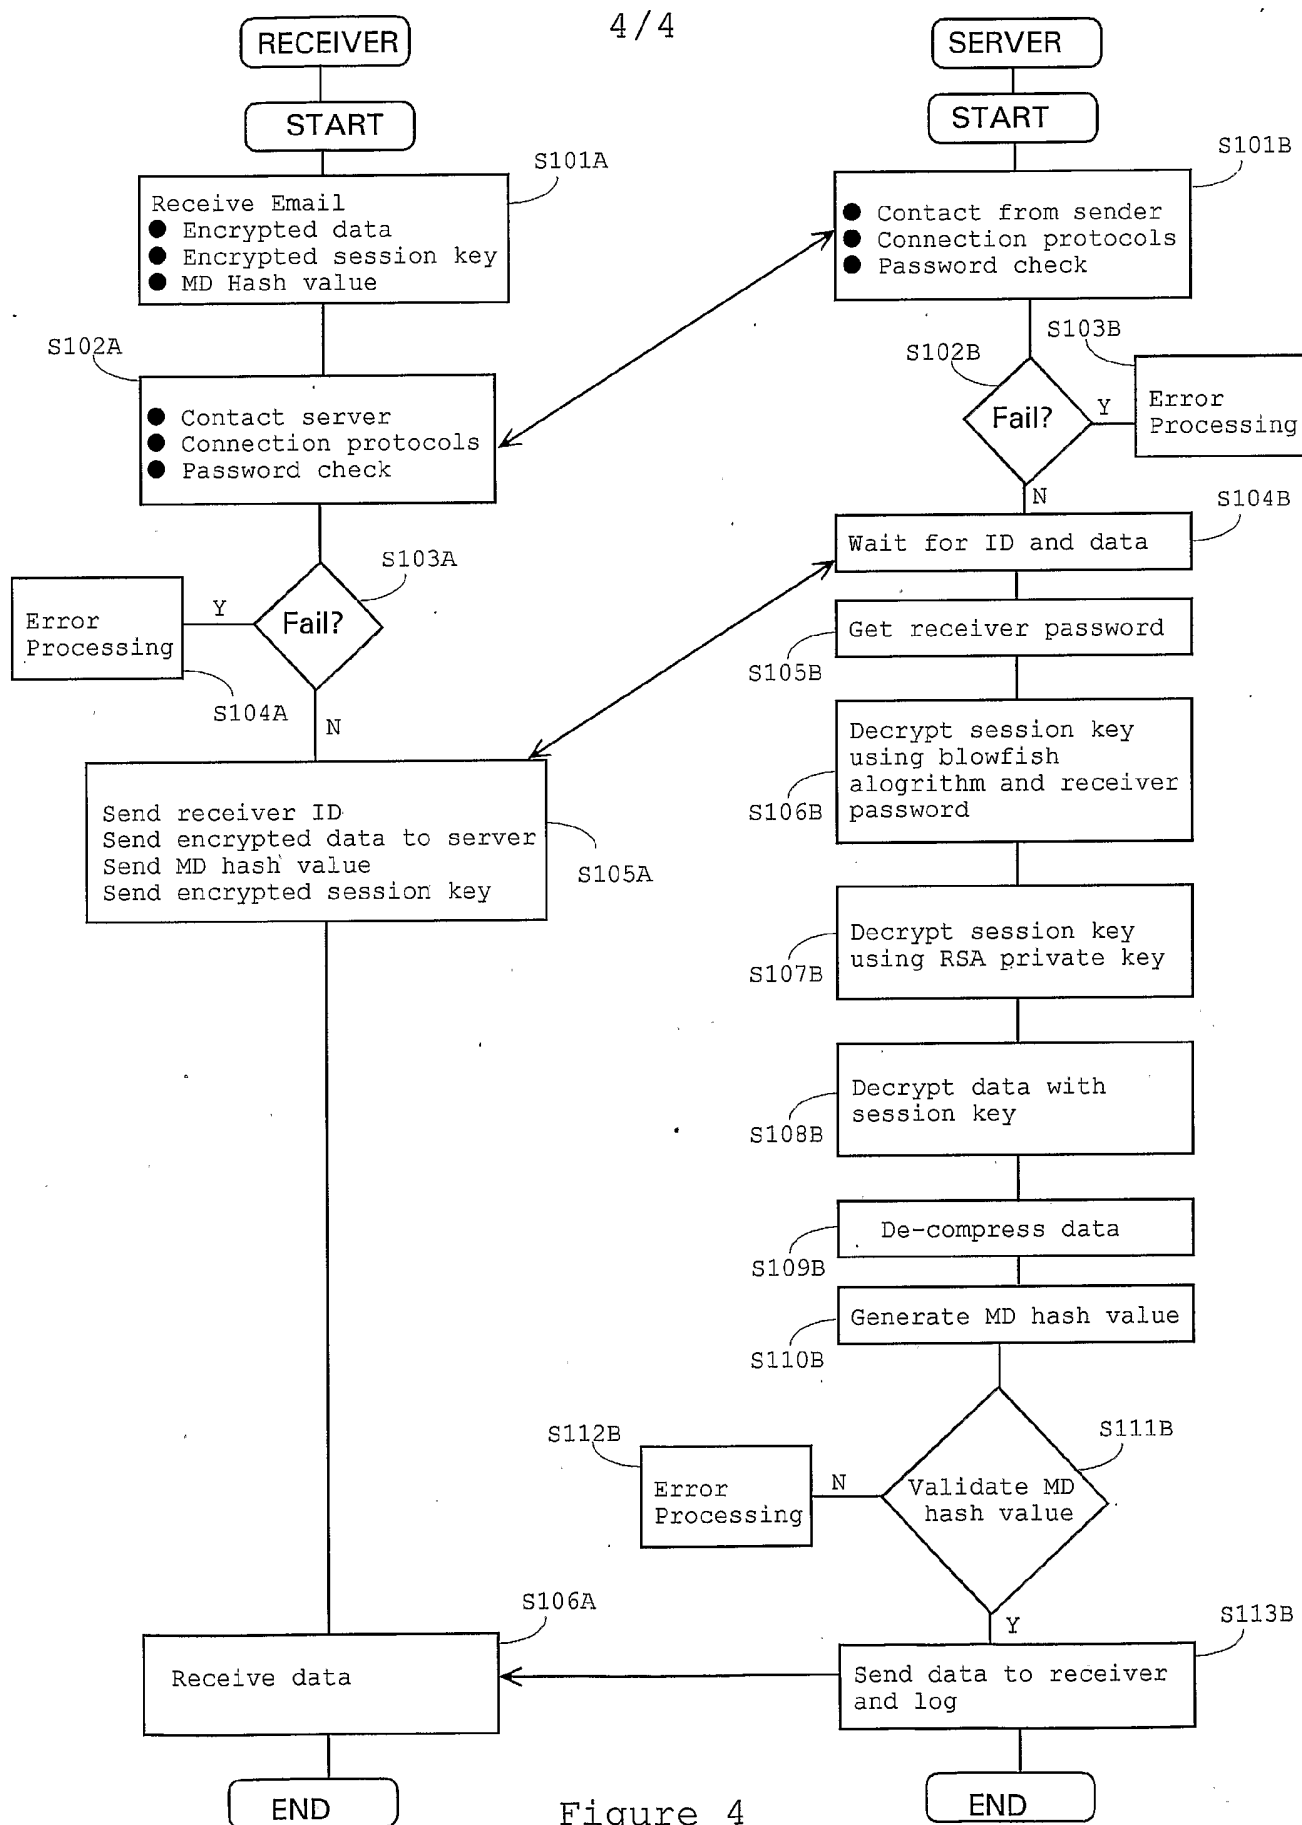 4/4
RECEIVER
START
S101A
Receive Email
● Encrypted data
● Encrypted session key
● MD Hash value
S102A
● Contact server
● Connection protocols
● Password check
S103A
Fail?
Y
Error
Processing
S104A
N
Send receiver ID
Send encrypted data to server
Send MD hash value
Send encrypted session key
S105A
S106A
Receive data
END
SERVER
START
S101B
● Contact from sender
● Connection protocols
● Password check
S102B
S103B
Fail?
Y
Error
Processing
N
S104B
Wait for ID and data
Get receiver password
S105B
Decrypt session key
using blowfish
alogrithm and receiver
password
S106B
Decrypt session key
using RSA private key
S107B
Decrypt data with
session key
S108B
De-compress data
S109B
Generate MD hash value
S110B
S111B
Validate MD
hash value
N
S112B
Error
Processing
Y
S113B
Send data to receiver
and log
END
Figure 4